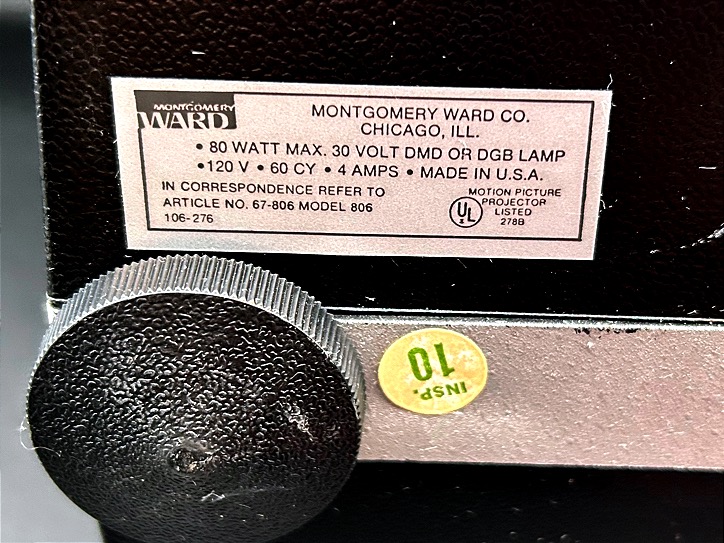 MONTGOMERY
WARD
MONTGOMERY WARD CO.
CHICAGO, ILL.
• 80 WATT MAX. 30 VOLT DMD OR DGB LAMP
• 120 V • 60 CY • 4 AMPS • MADE IN U.S.A.
IN CORRESPONDENCE REFER TO
ARTICLE NO. 67-806 MODEL 806
106-276
UL
MOTION PICTURE
PROJECTOR
LISTED
278B
INSP.
10